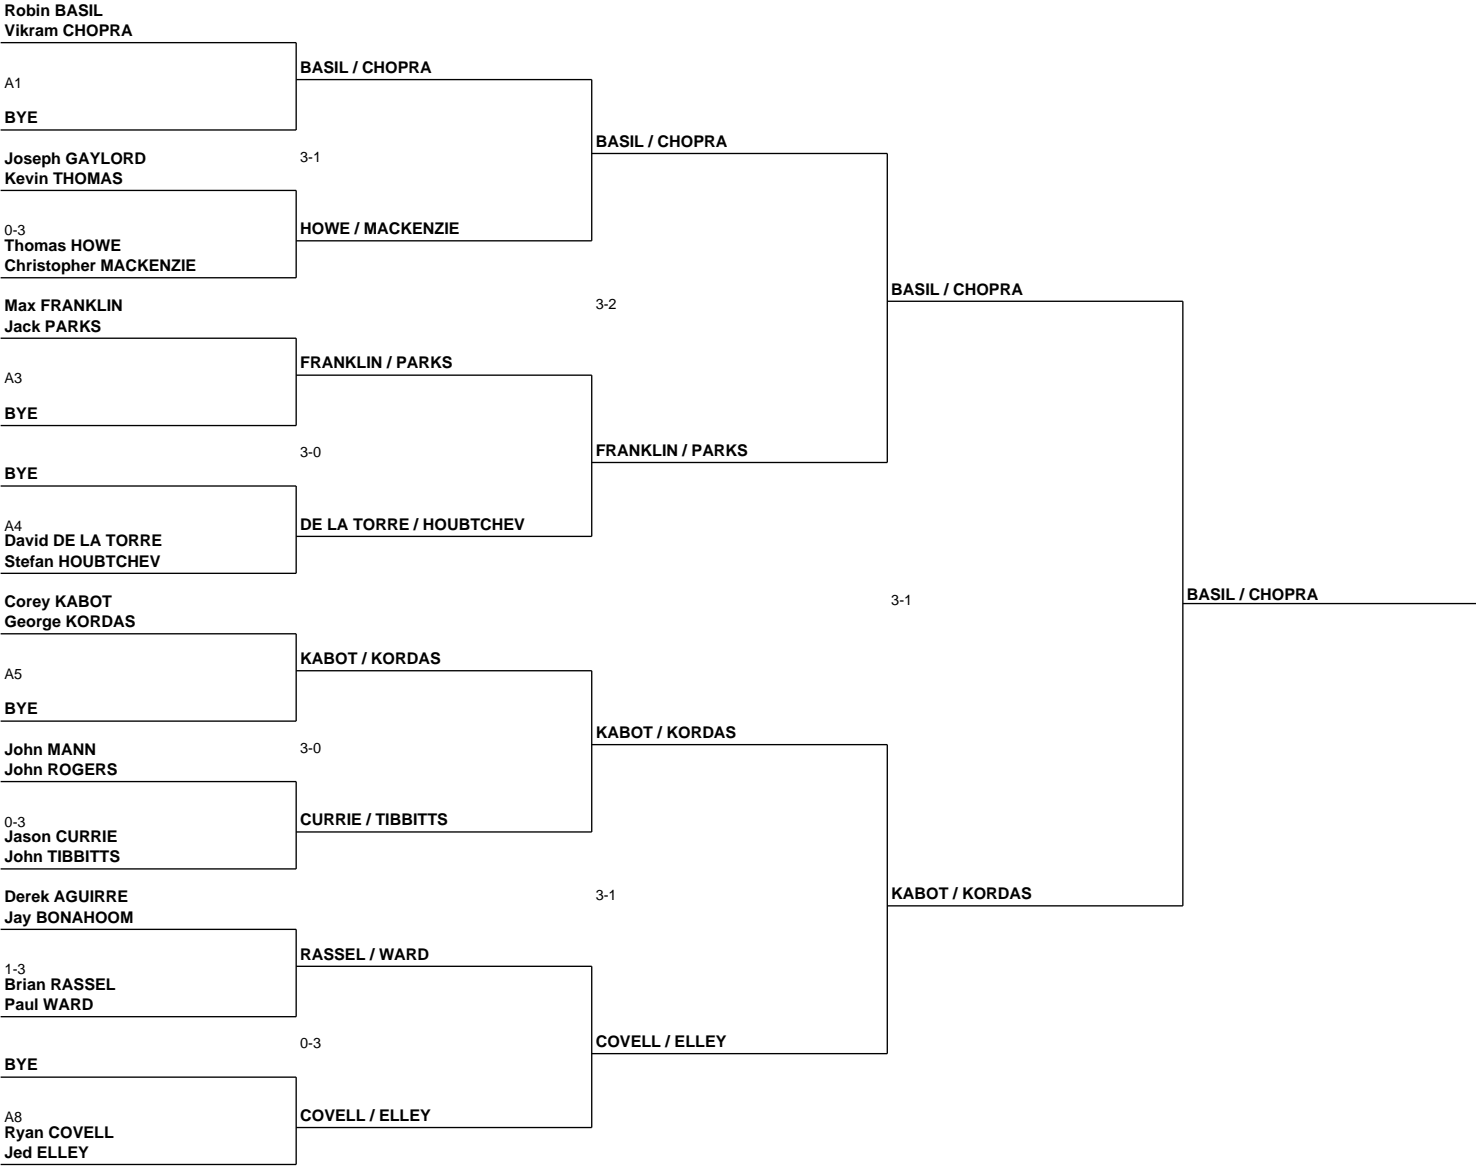 Robin BASIL
Vikram CHOPRA
A1
BYE
Joseph GAYLORD
Kevin THOMAS
0-3
Thomas HOWE
Christopher MACKENZIE
Max FRANKLIN
Jack PARKS
A3
BYE
BYE
A4
David DE LA TORRE
Stefan HOUBTCHEV
Corey KABOT
George KORDAS
A5
BYE
John MANN
John ROGERS
0-3
Jason CURRIE
John TIBBITTS
Derek AGUIRRE
Jay BONAHOOM
1-3
Brian RASSEL
Paul WARD
BYE
A8
Ryan COVELL
Jed ELLEY
BASIL / CHOPRA
3-1
HOWE / MACKENZIE
FRANKLIN / PARKS
3-0
DE LA TORRE / HOUBTCHEV
KABOT / KORDAS
3-0
CURRIE / TIBBITTS
RASSEL / WARD
0-3
COVELL / ELLEY
BASIL / CHOPRA
3-2
FRANKLIN / PARKS
KABOT / KORDAS
3-1
COVELL / ELLEY
BASIL / CHOPRA
3-1
KABOT / KORDAS
BASIL / CHOPRA